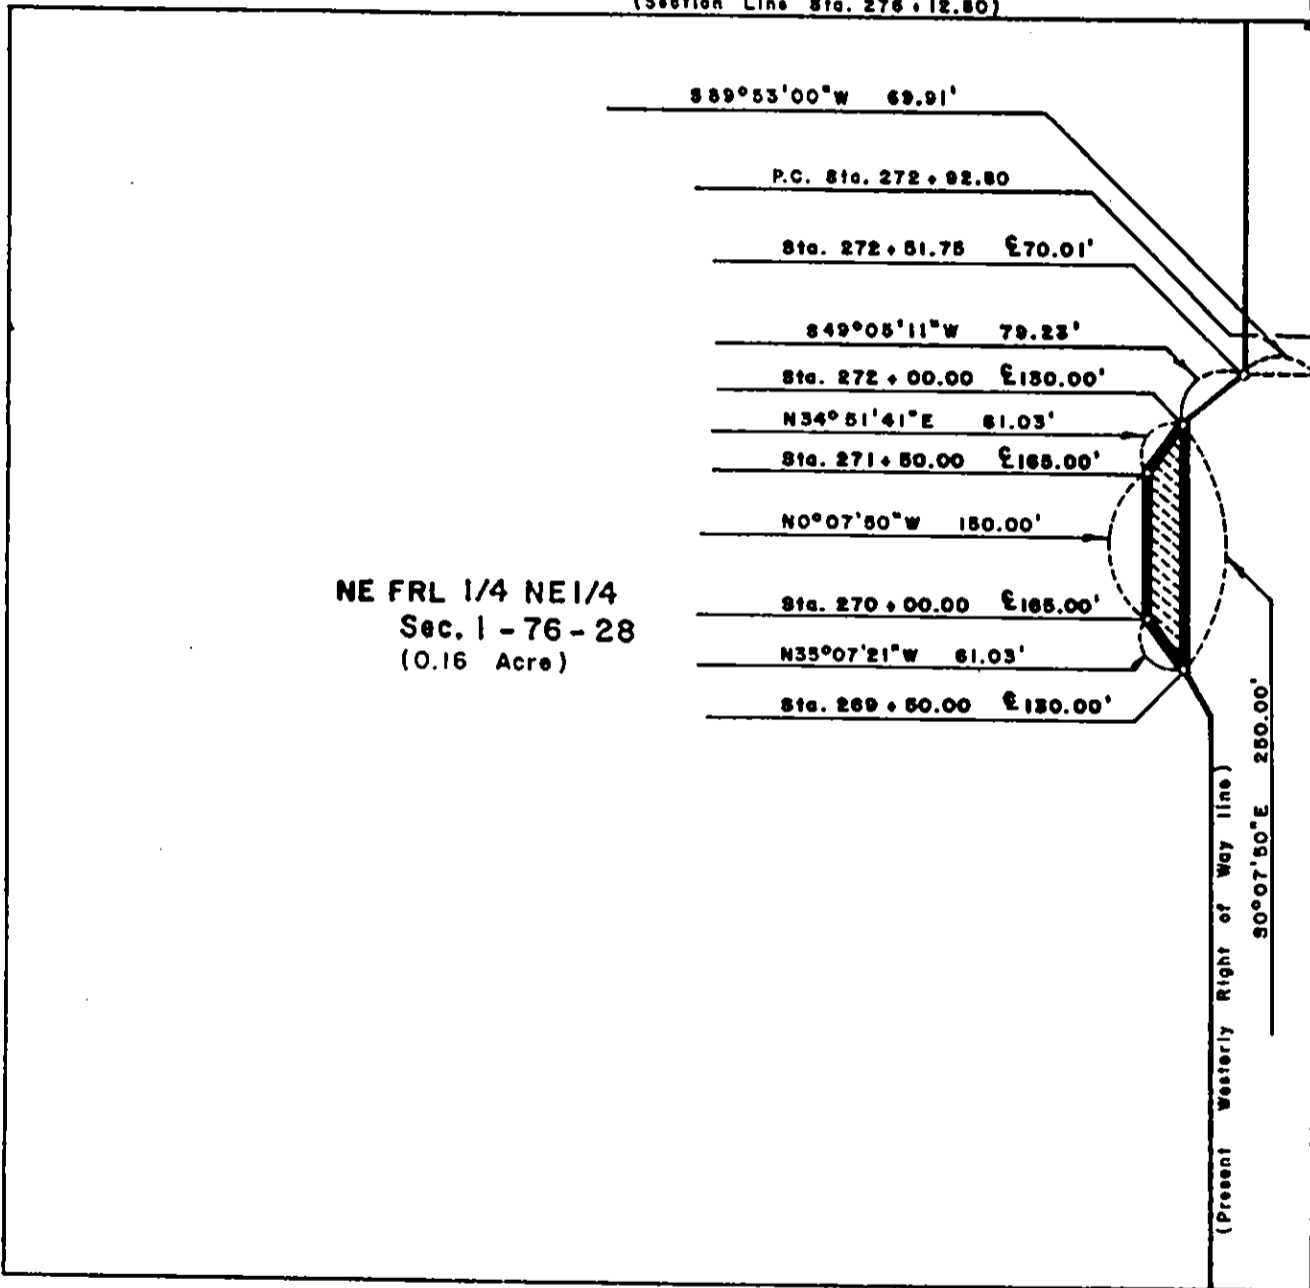 (Section Line Sta. 276+12.80)
S89°53'00"W 69.91'
P.C. Sta. 272+92.80
Sta. 272+51.75 ℄70.01'
S49°05'11"W 79.23'
Sta. 272+00.00 ℄130.00'
N34°51'41"E 61.03'
Sta. 271+50.00 ℄165.00'
N0°07'50"W 150.00'
NE FRL 1/4 NE1/4
Sec. 1-76-28
(0.16 Acre)
Sta. 270+00.00 ℄165.00'
N35°07'21"W 61.03'
Sta. 269+50.00 ℄130.00'
S0°07'50"E 250.00'
(Present Westerly Right of Way line)